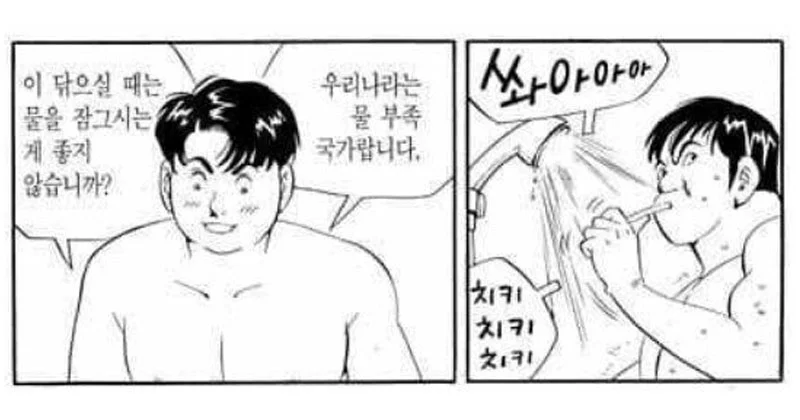 이 닦으실 때는
물을 잠그시는
게 좋지
않습니까?
우리나라는
물 부족
국가랍니다.
쏴아아아
치키
치키
치키